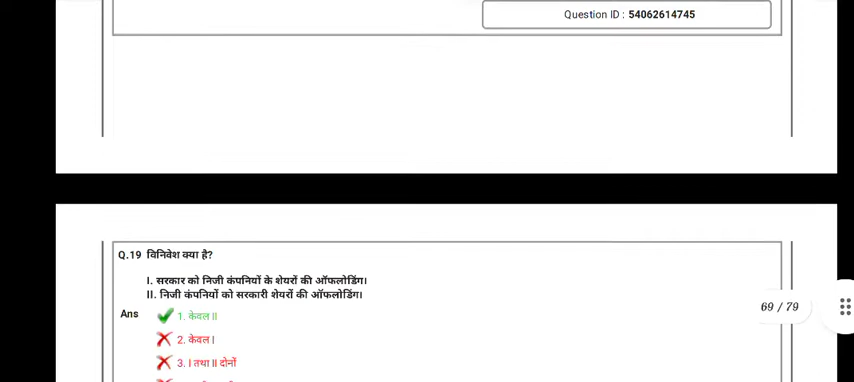 Question ID : 54062614745
Q.19 विनिवेश क्या है?
I. सरकार को निजी कंपनियों के शेयरों की ऑफलोडिंग।
II. निजी कंपनियों को सरकारी शेयरों की ऑफलोडिंग।
Ans
1. केवल II
2. केवल I
3. I तथा II दोनों
69 / 79